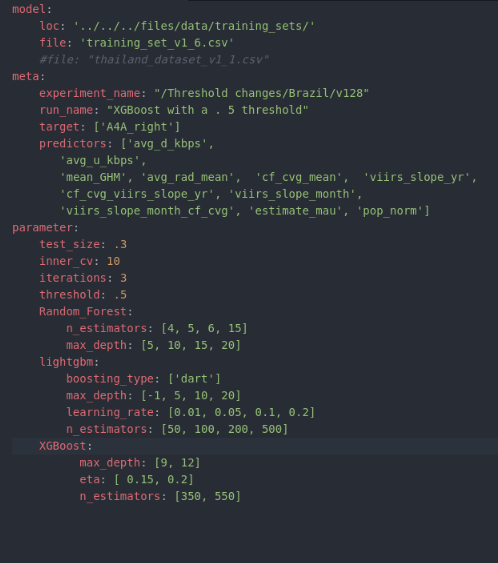 model:
    loc: '../../../files/data/training_sets/'
    file: 'training_set_v1_6.csv'
    #file: "thailand_dataset_v1_1.csv"
meta:
    experiment_name: "/Threshold changes/Brazil/v128"
    run_name: "XGBoost with a . 5 threshold"
    target: ['A4A_right']
    predictors: ['avg_d_kbps',
       'avg_u_kbps',
       'mean_GHM', 'avg_rad_mean',  'cf_cvg_mean',  'viirs_slope_yr',
       'cf_cvg_viirs_slope_yr', 'viirs_slope_month',
       'viirs_slope_month_cf_cvg', 'estimate_mau', 'pop_norm']
parameter:
    test_size: .3
    inner_cv: 10
    iterations: 3
    threshold: .5
    Random_Forest:
        n_estimators: [4, 5, 6, 15]
        max_depth: [5, 10, 15, 20]
    lightgbm:
        boosting_type: ['dart']
        max_depth: [-1, 5, 10, 20]
        learning_rate: [0.01, 0.05, 0.1, 0.2]
        n_estimators: [50, 100, 200, 500]
    XGBoost:
          max_depth: [9, 12]
          eta: [ 0.15, 0.2]
          n_estimators: [350, 550]